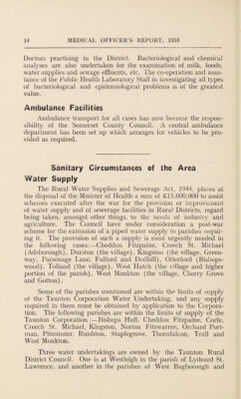 14 MEDICAL OFFICER'S REPORT, 1950
Doctors practising in the District. Bacteriological and chemical
analyses are also undertaken for the examination of milk, foods,
water supplies and sewage effluents, etc. The co-operation and assis-
tance of the Public Health Laboratory Staff in investigating all types
of bacteriological and epidemiological problems is of the greatest
value.
Ambulance Facilities
Ambulance transport for all cases has now become the respon-
sibility of the Somerset County Council. A central ambulance
department has been set up which arranges for vehicles to be pro-
vided as required.
Sanitary Circumstances of the Area
Water Supply
The Rural Water Supplies and Sewerage Act, 1944, places at
the disposal of the Minister of Health a sum of £15,000,000 to assist
schemes executed after the war for the provision or improvement
of water supply and of sewerage facilities in Rural Districts, regard
being taken, amongst other things, to the needs of industry and
agriculture. The Council have under consideration a post-war
scheme for the extension of a piped water supply to parishes requir-
ing it. The provision of such a supply is most urgently needed in
the following cases:—Cheddon Fitzpaine, Creech St. Michael
(Adsborough), Durston (the village), Kingston (the village, Green-
way, Parsonage Lane, Fulford and Dodhill), Otterford (Bishops-
wood), Tolland (the village), West Hatch (the village and higher
portion of the parish), West Monkton (the village, Cherry Grove
and Gotton).
Some of the parishes mentioned are within the limits of supply
of the Taunton Corporation Water Undertaking, and any supply
required in them must be obtained by application to the Corpora-
tion. The following parishes are within the limits of supply of the
Taunton Corporation:—Bishops Hull, Cheddon Fitzpaine, Corfe,
Creech St. Michael, Kingston, Norton Fitzwarren, Orchard Port-
man, Pitminster, Ruishton, Staplegrove, Thornfalcon, Trull and
West Monkton.
Three water undertakings are owned by the Taunton Rural
District Council. One is at Westleigh in the parish of Lydeard St.
Lawrence, and another in the parishes of West Bagborough and